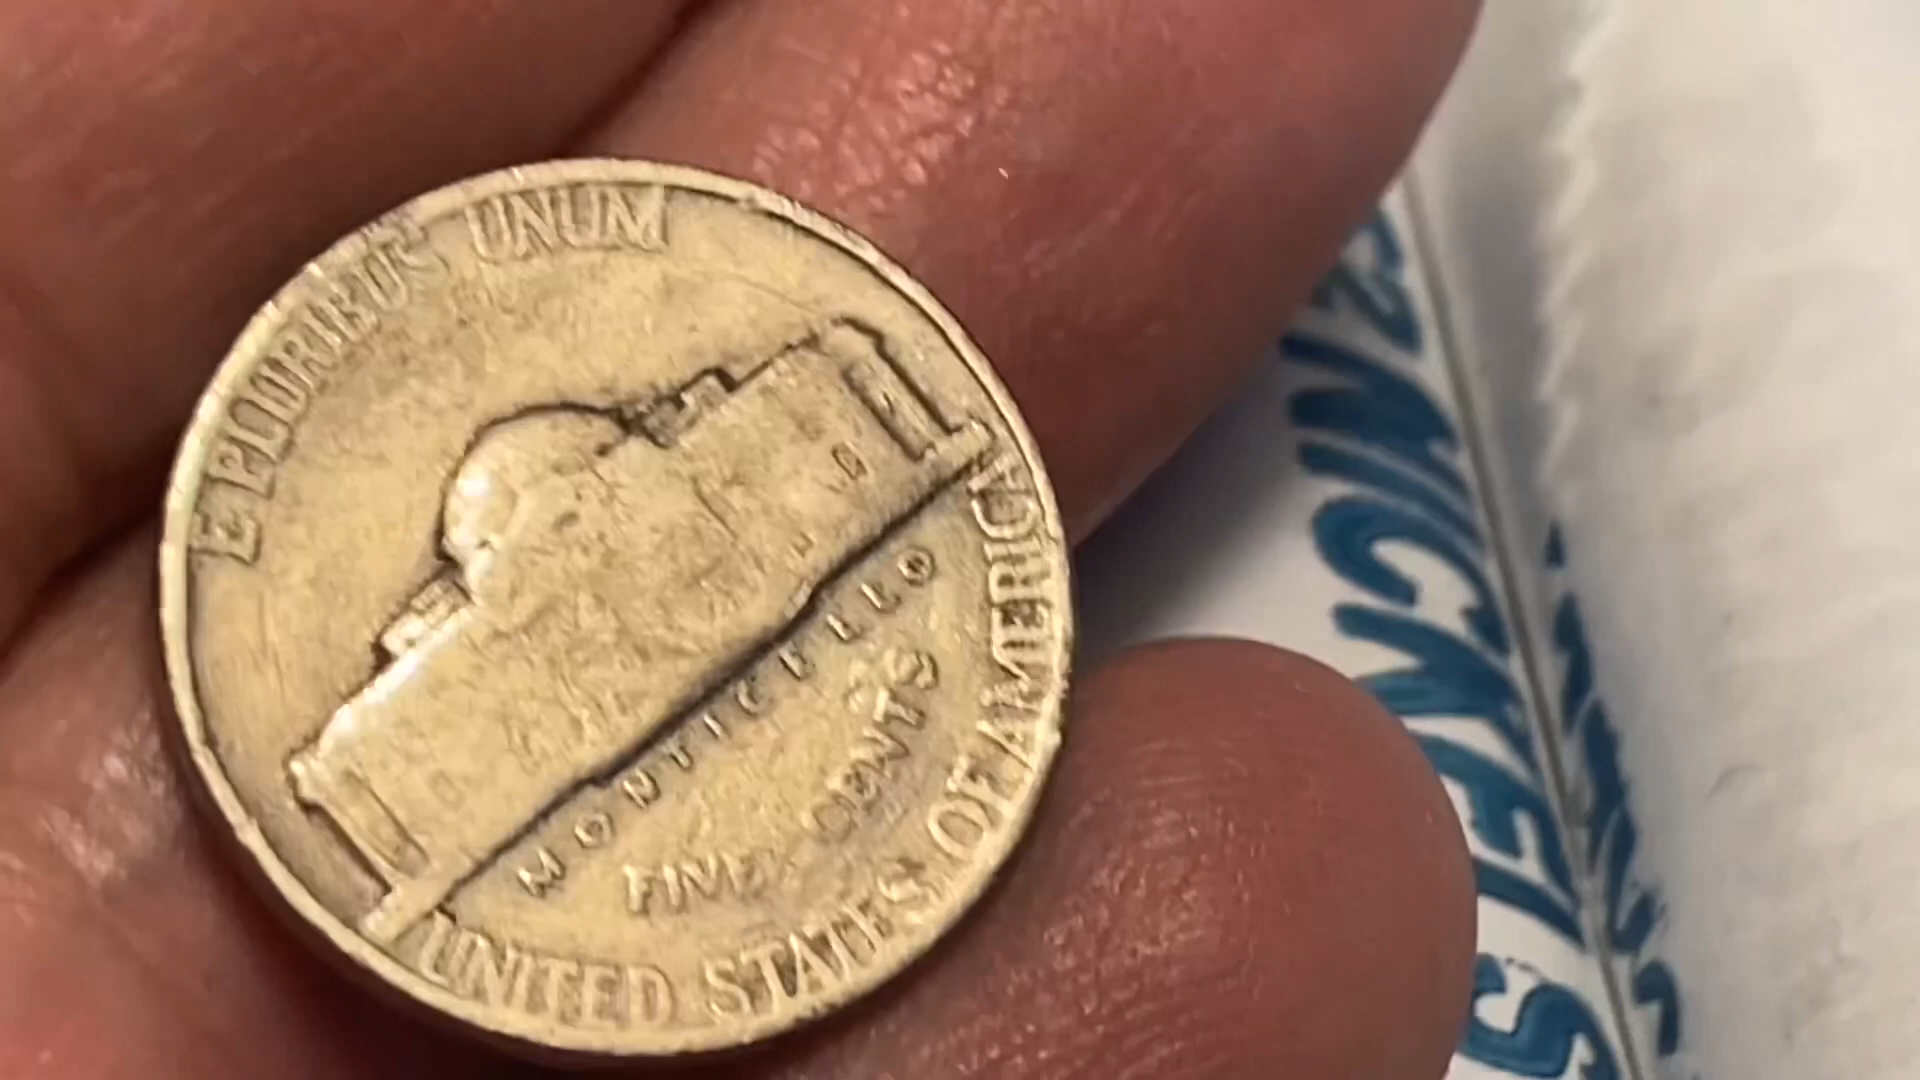 E PLURIBUS UNUM
MONTICELLO
FIVE CENTS
UNITED STATES OF AMERICA